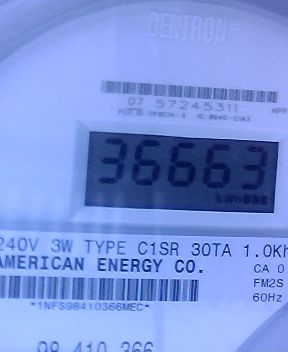 CENTRON®
07 57245311
36663
kWh
240V 3W TYPE C1SR 30TA 1.0Kh
AMERICAN ENERGY CO.
CA 0.
FM2S
60Hz
*1NFS98410366MEC*
98 410 366